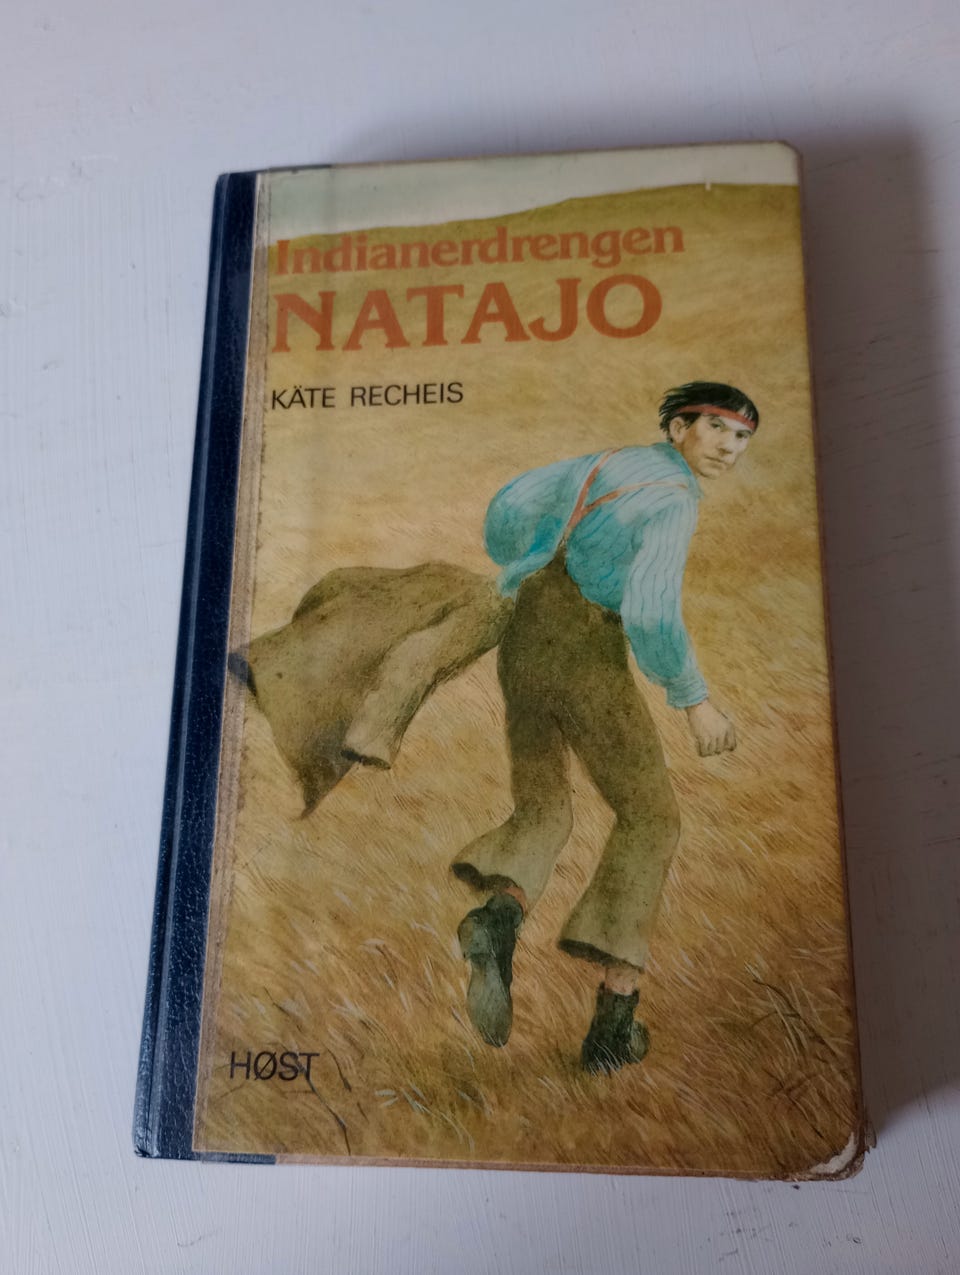 Indianerdrengen
NATAJO
KÄTE RECHEIS
HØST